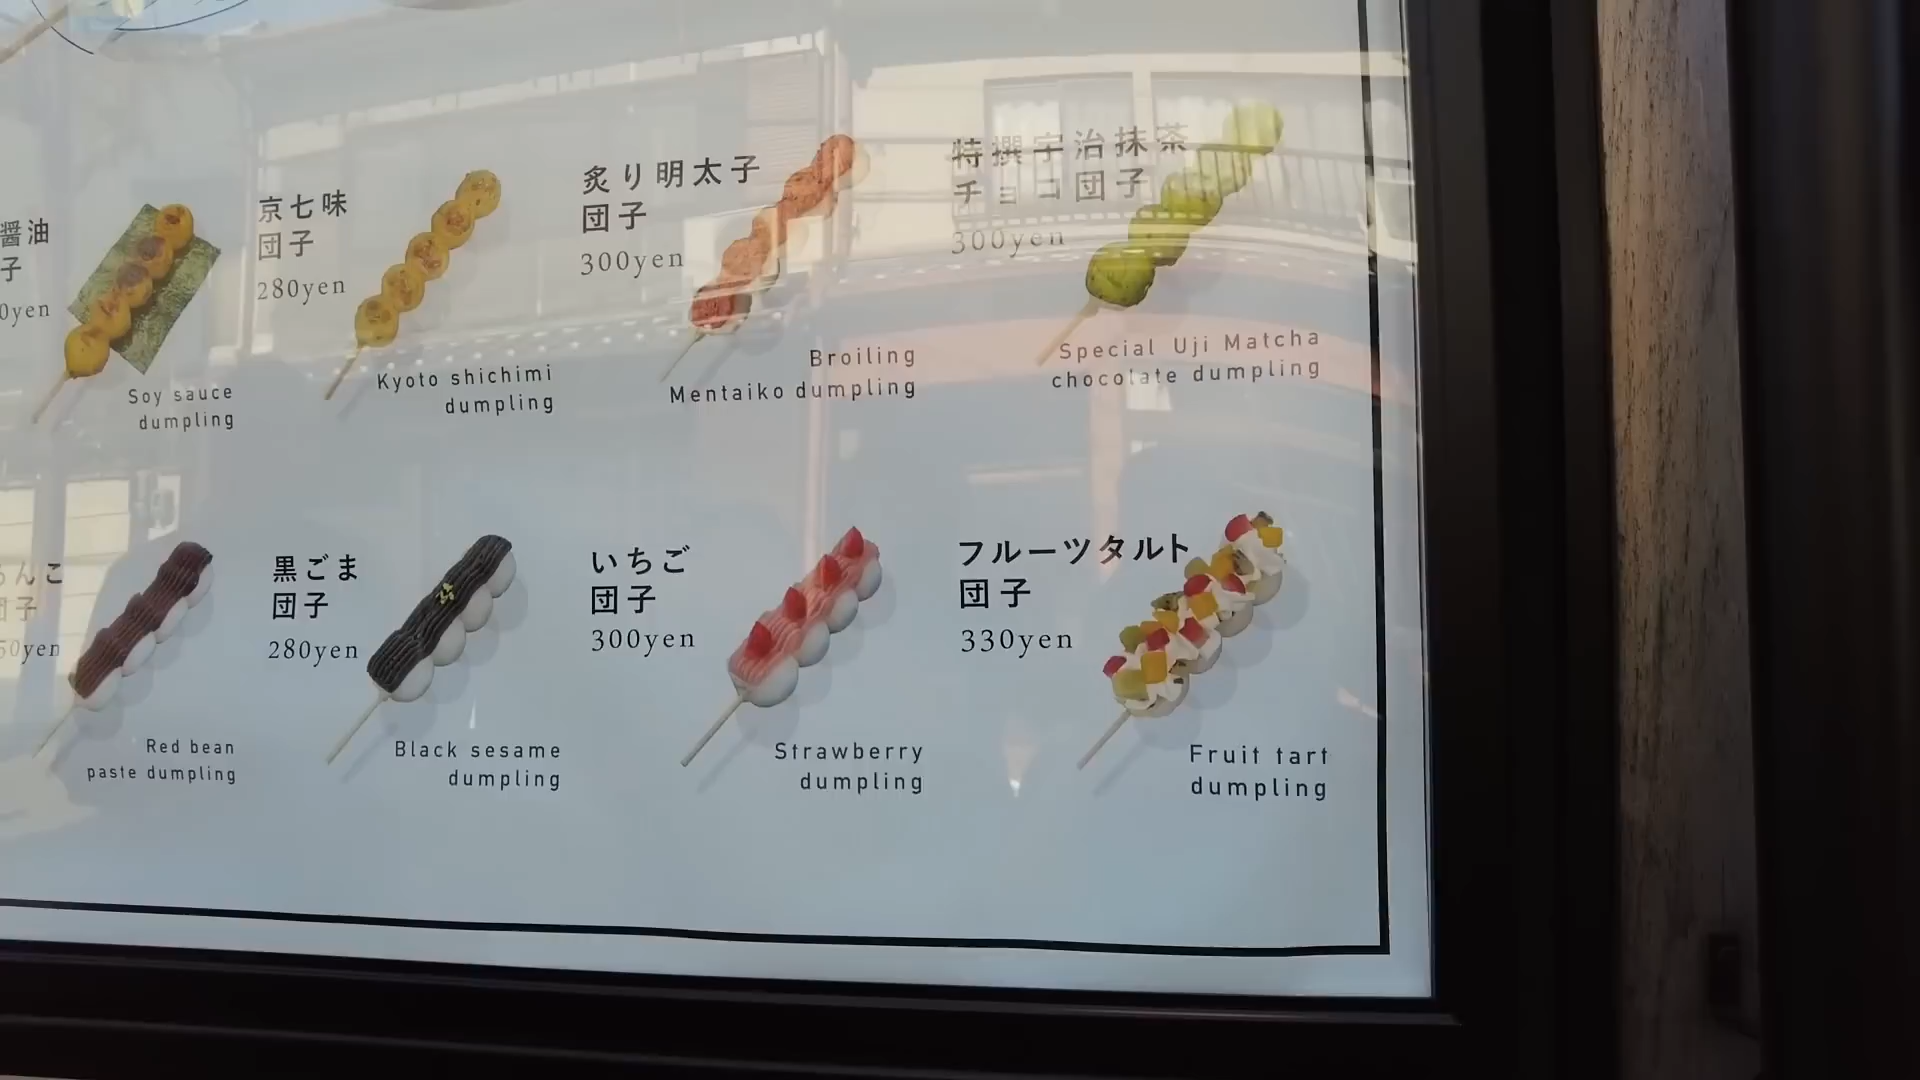 醤油
子
0yen
Soy sauce
dumpling
京七味
団子
280yen
Kyoto shichimi
dumpling
炙り明太子
団子
300yen
Broiling
Mentaiko dumpling
特撰宇治抹茶
チョコ団子
300yen
Special Uji Matcha
chocolate dumpling
んこ
団子
50yen
Red bean
paste dumpling
黒ごま
団子
280yen
Black sesame
dumpling
いちご
団子
300yen
Strawberry
dumpling
フルーツタルト
団子
330yen
Fruit tart
dumpling